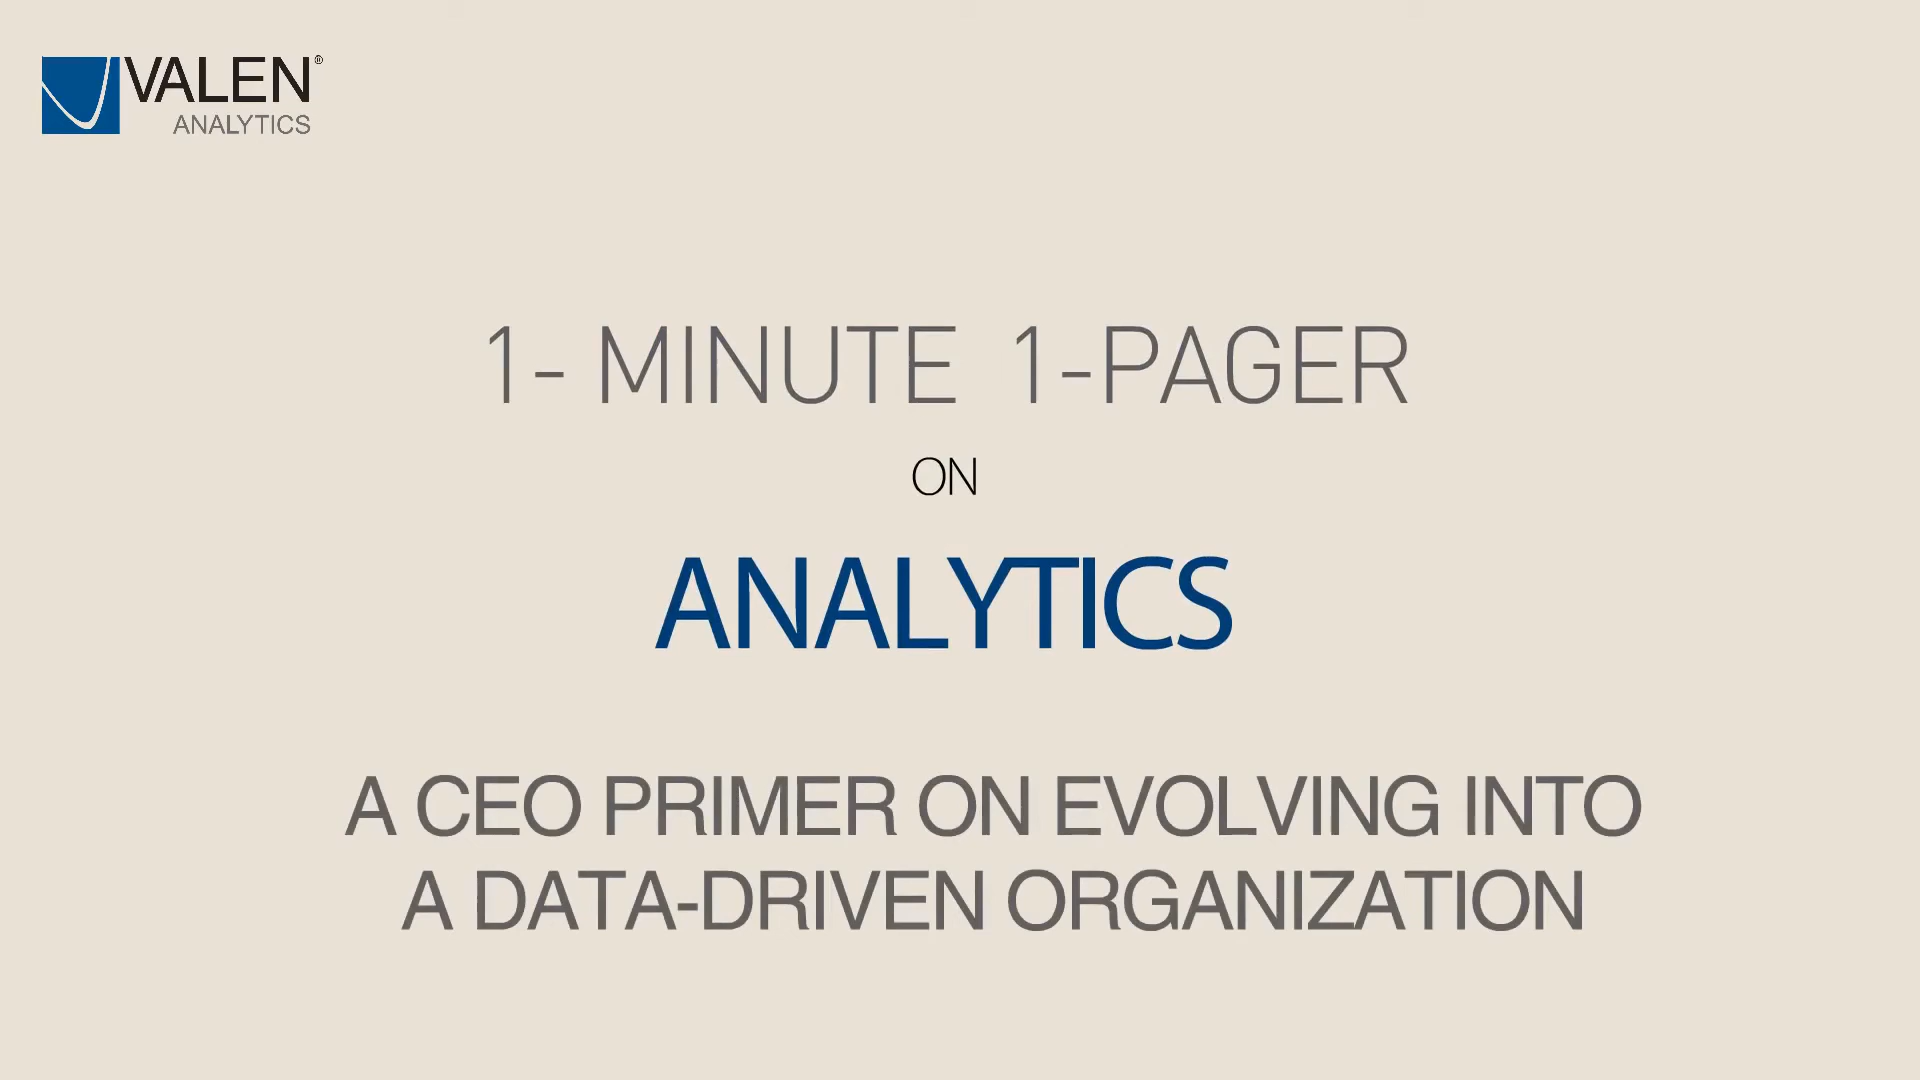 VALEN®
ANALYTICS
1- MINUTE 1-PAGER
ON
ANALYTICS
A CEO PRIMER ON EVOLVING INTO
A DATA-DRIVEN ORGANIZATION